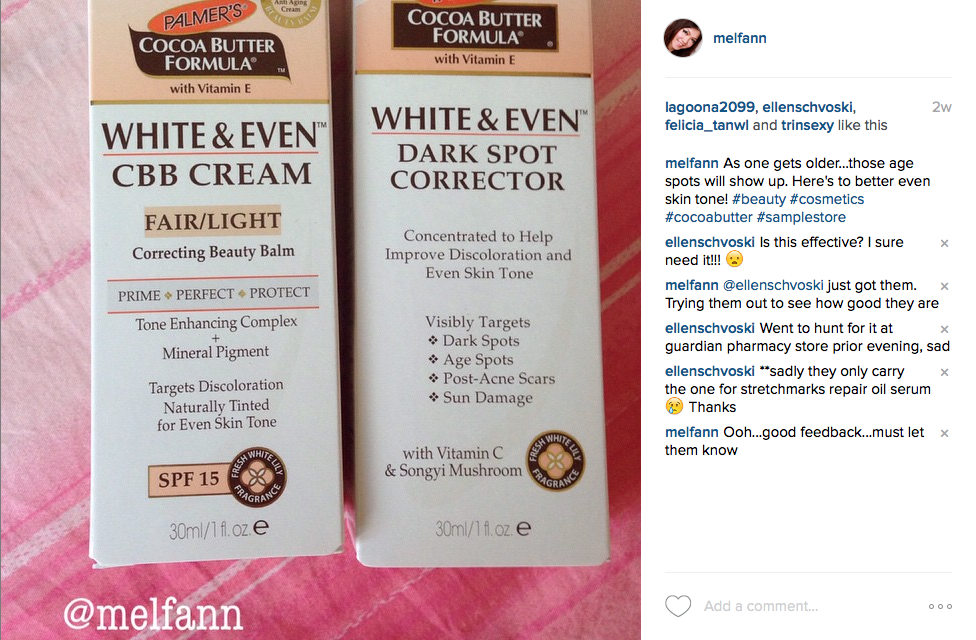 PALMER'S®
Anti Aging
Cream
BEAUTY BALM
COCOA BUTTER
FORMULA®
™
with Vitamin E
WHITE & EVEN™
CBB CREAM
FAIR/LIGHT
Correcting Beauty Balm
PRIME ❖ PERFECT ❖ PROTECT
Tone Enhancing Complex
+
Mineral Pigment
Targets Discoloration
Naturally Tinted
for Even Skin Tone
SPF 15
FRESH WHITE LILY
FRAGRANCE
30ml/1 fl. oz. e
COCOA BUTTER
FORMULA®
®
with Vitamin E
WHITE & EVEN™
DARK SPOT
CORRECTOR
Concentrated to Help
Improve Discoloration and
Even Skin Tone
Visibly Targets
❖ Dark Spots
❖ Age Spots
❖ Post-Acne Scars
❖ Sun Damage
with Vitamin C
& Songyi Mushroom
FRESH WHITE LILY
FRAGRANCE
30ml/1 fl. oz. e
@melfann
melfann
lagoona2099, ellenschvoski, 2w
felicia_tanwl and trinsexy like this
melfann As one gets older...those age
spots will show up. Here's to better even
skin tone! #beauty #cosmetics
#cocoabutter #samplestore
ellenschvoski Is this effective? I sure ×
need it!!! 😦
melfann @ellenschvoski just got them. ×
Trying them out to see how good they are
ellenschvoski Went to hunt for it at ×
guardian pharmacy store prior evening, sad
ellenschvoski **sadly they only carry ×
the one for stretchmarks repair oil serum
😢 Thanks
melfann Ooh...good feedback...must let ×
them know
Add a comment...